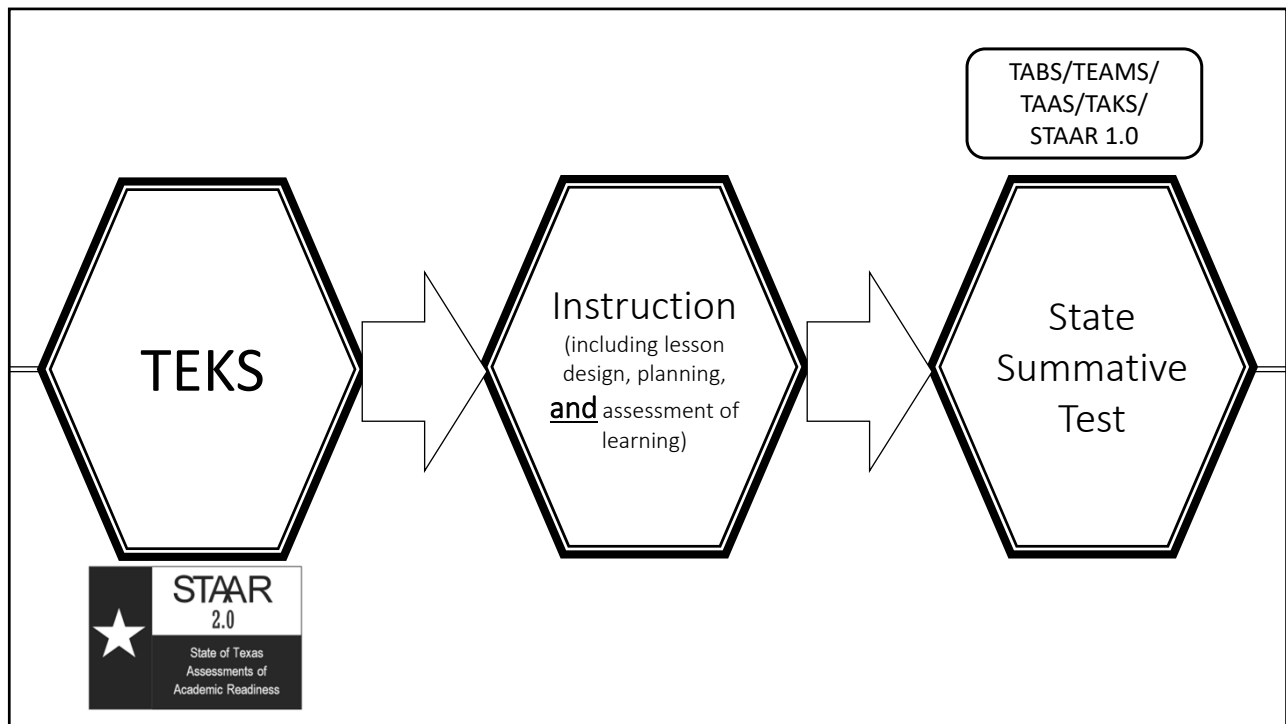 TABS/TEAMS/
TAAS/TAKS/
STAAR 1.0
TEKS
Instruction
(including lesson
design, planning,
and assessment of
learning)
State
Summative
Test
STAAR
2.0
State of Texas
Assessments of
Academic Readiness